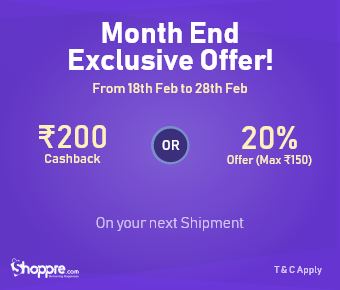 Month End
Exclusive Offer!
From 18th Feb to 28th Feb
₹200
Cashback
OR
20%
Offer (Max ₹150)
On your next Shipment
Shoppre.com
T & C Apply